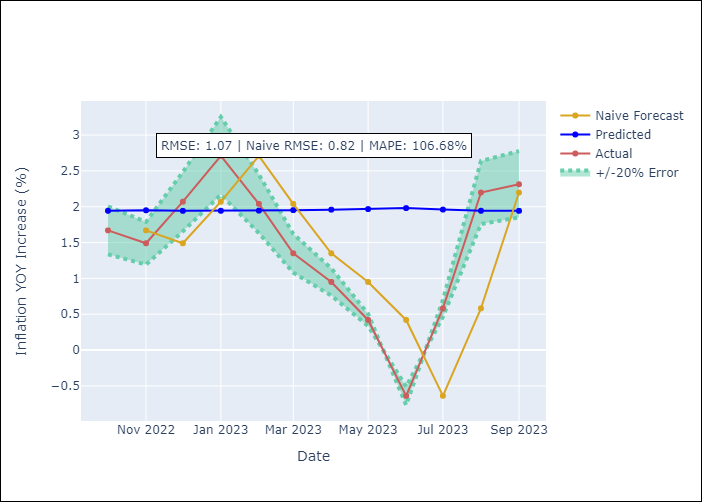 RMSE: 1.07 | Naive RMSE: 0.82 | MAPE: 106.68%
Naive Forecast
Predicted
Actual
+/-20% Error
Inflation YOY Increase (%)
3
2.5
2
1.5
1
0.5
0
−0.5
Nov 2022
Jan 2023
Mar 2023
May 2023
Jul 2023
Sep 2023
Date